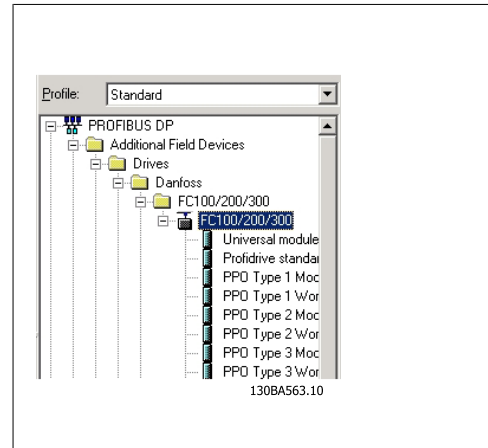 Profile: Standard
PROFIBUS DP
Additional Field Devices
Drives
Danfoss
FC100/200/300
FC100/200/300
Universal module
Profidrive standar
PPO Type 1 Mod
PPO Type 1 Wor
PPO Type 2 Mod
PPO Type 2 Wor
PPO Type 3 Mod
PPO Type 3 Wor
130BA563.10